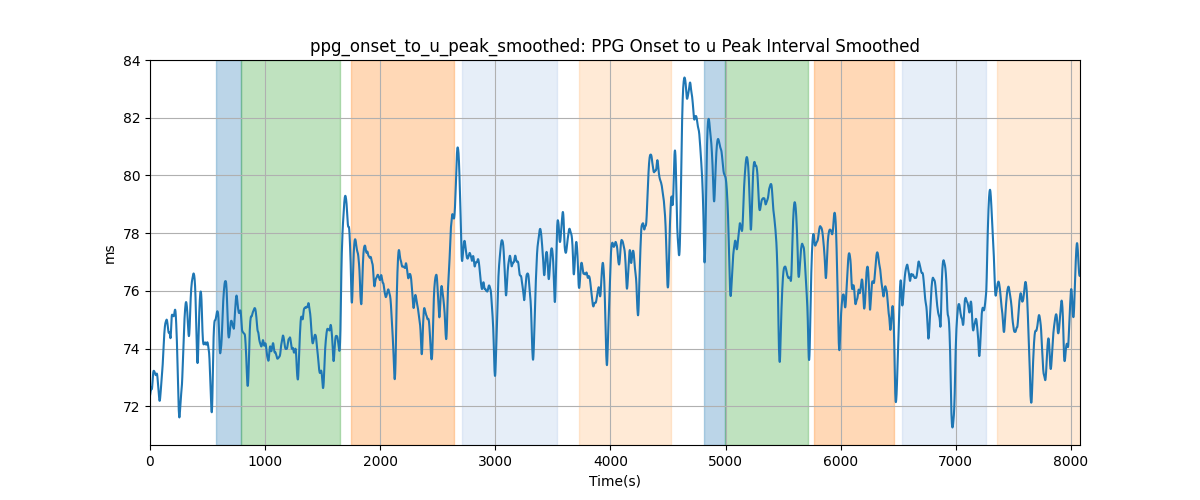 ppg_onset_to_u_peak_smoothed: PPG Onset to u Peak Interval Smoothed
84
82
80
78
76
74
72
ms
0 1000 2000 3000 4000 5000 6000 7000 8000
Time(s)